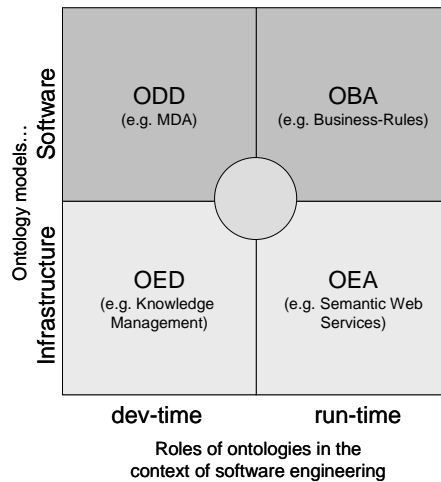 Ontology models…
Software
Infrastructure
ODD
(e.g. MDA)
OBA
(e.g. Business-Rules)
OED
(e.g. Knowledge
Management)
OEA
(e.g. Semantic Web
Services)
dev-time
run-time
Roles of ontologies in the
context of software engineering